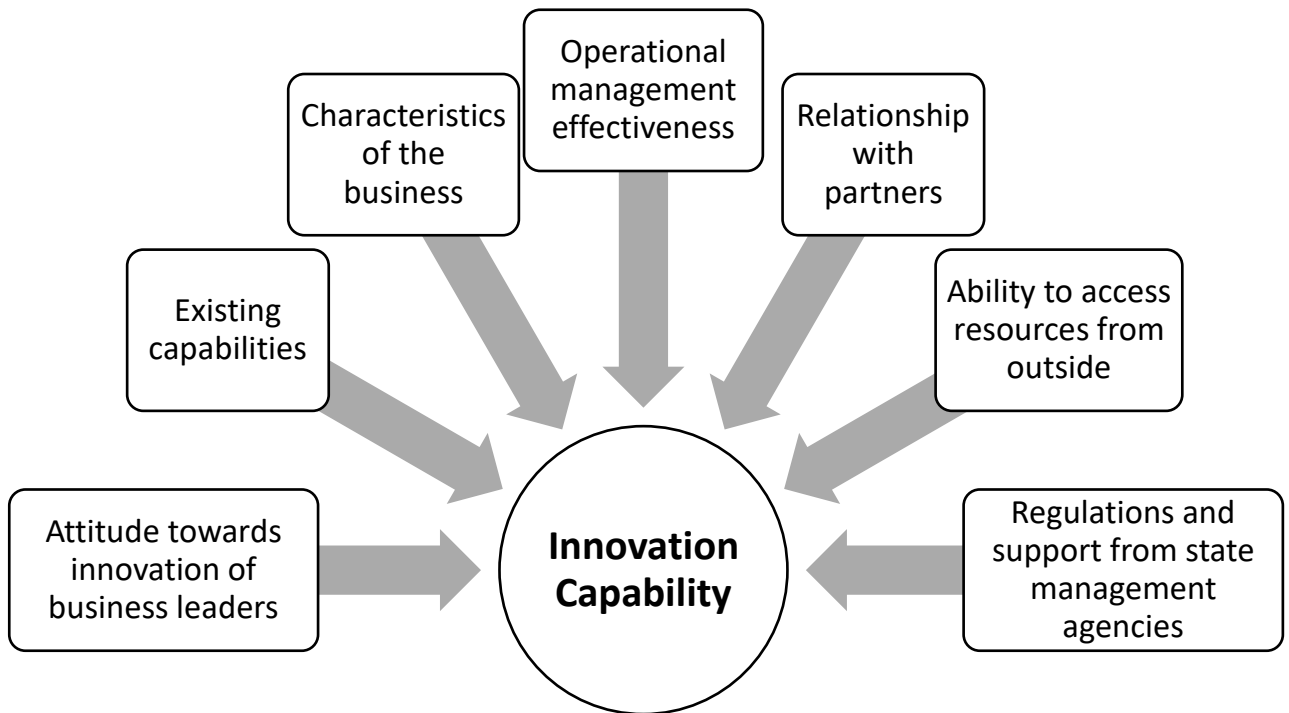 Operational
management
effectiveness
Characteristics
of the
business
Relationship
with
partners
Existing
capabilities
Ability to access
resources from
outside
Attitude towards
innovation of
business leaders
Innovation
Capability
Regulations and
support from state
management
agencies